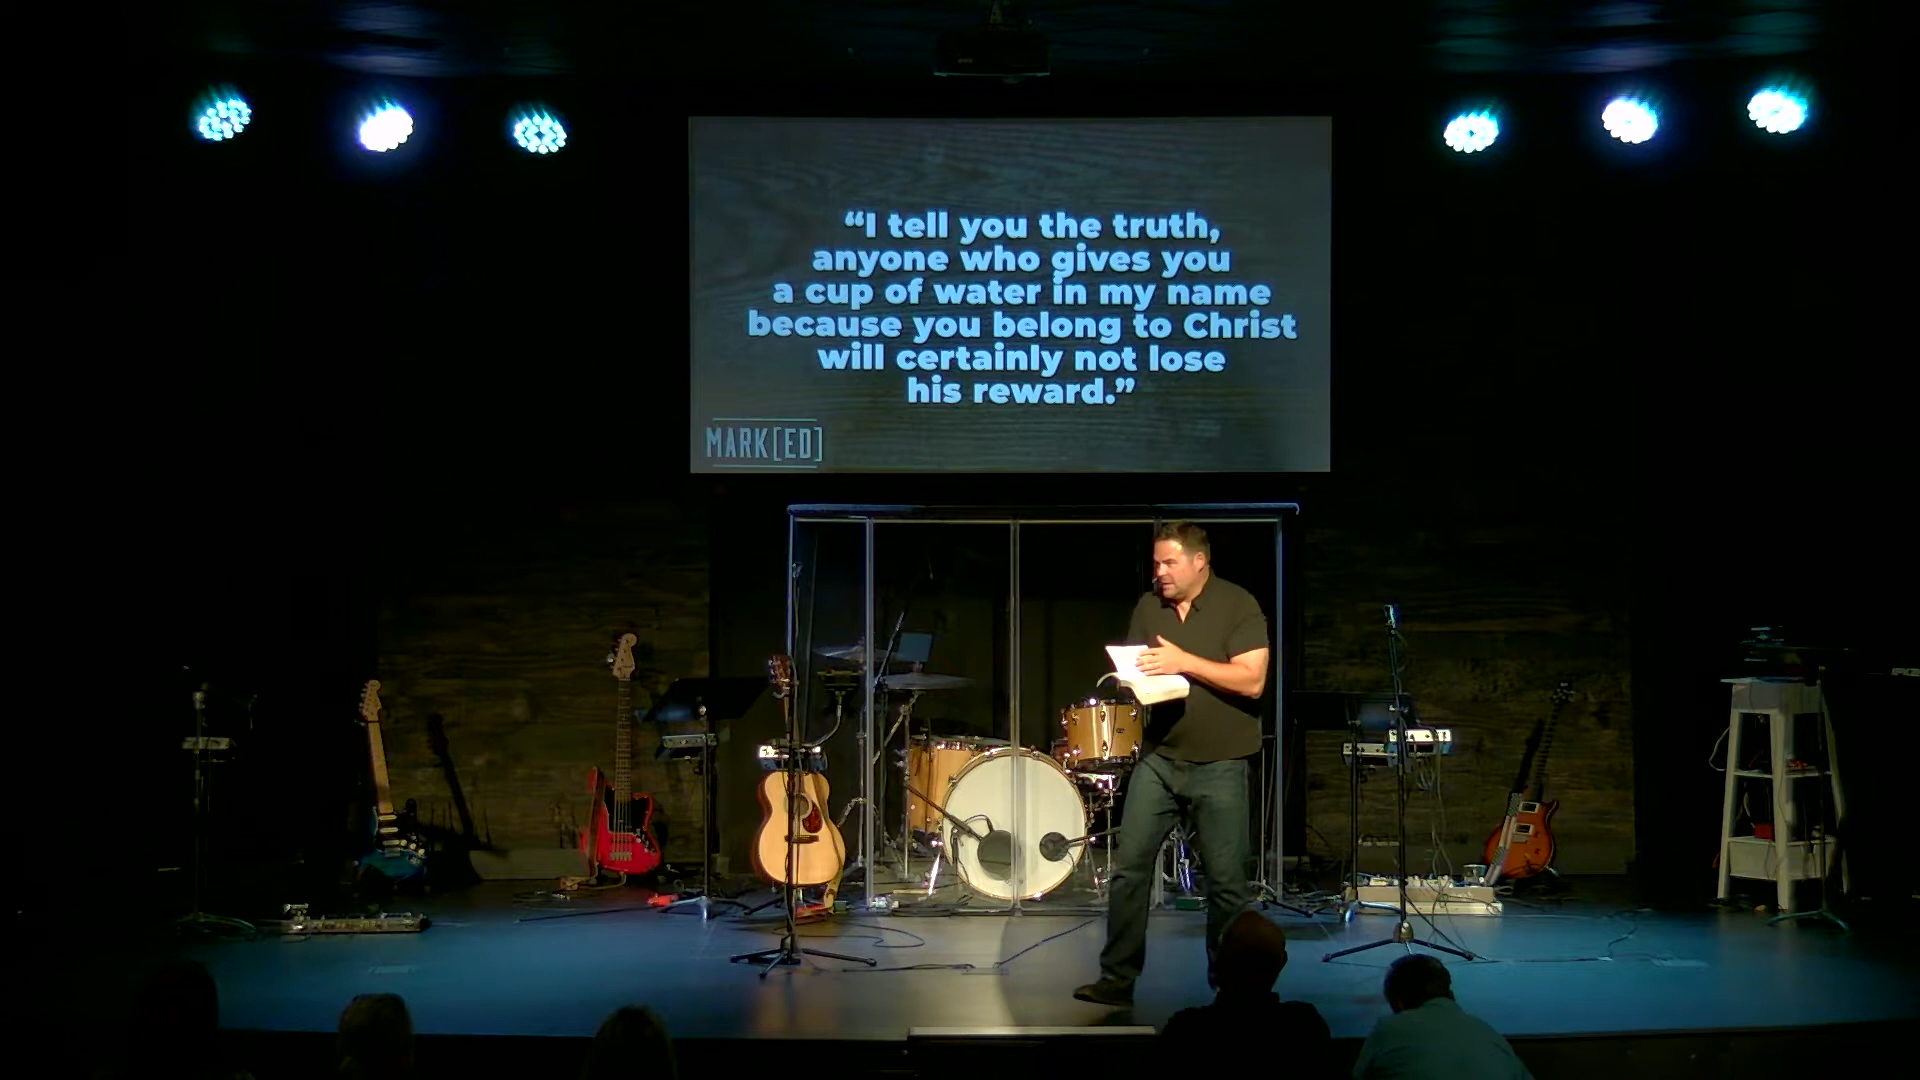 “I tell you the truth,
anyone who gives you
a cup of water in my name
because you belong to Christ
will certainly not lose
his reward.”
MARK[ED]